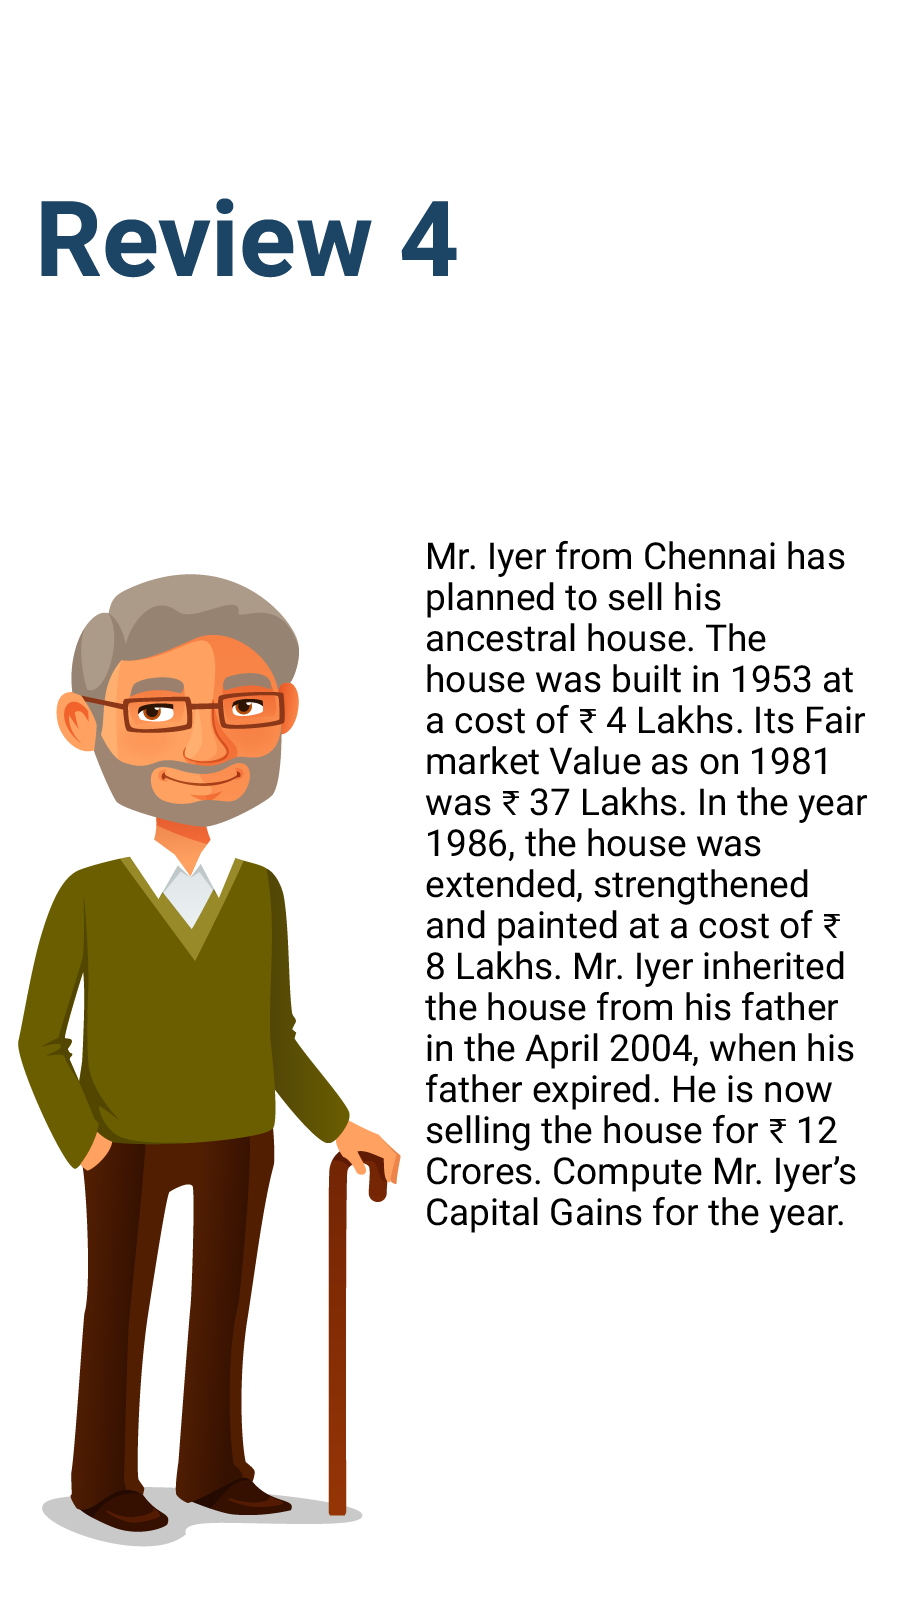 Review 4
Mr. Iyer from Chennai has
planned to sell his
ancestral house. The
house was built in 1953 at
a cost of ₹ 4 Lakhs. Its Fair
market Value as on 1981
was ₹ 37 Lakhs. In the year
1986, the house was
extended, strengthened
and painted at a cost of ₹
8 Lakhs. Mr. Iyer inherited
the house from his father
in the April 2004, when his
father expired. He is now
selling the house for ₹ 12
Crores. Compute Mr. Iyer’s
Capital Gains for the year.